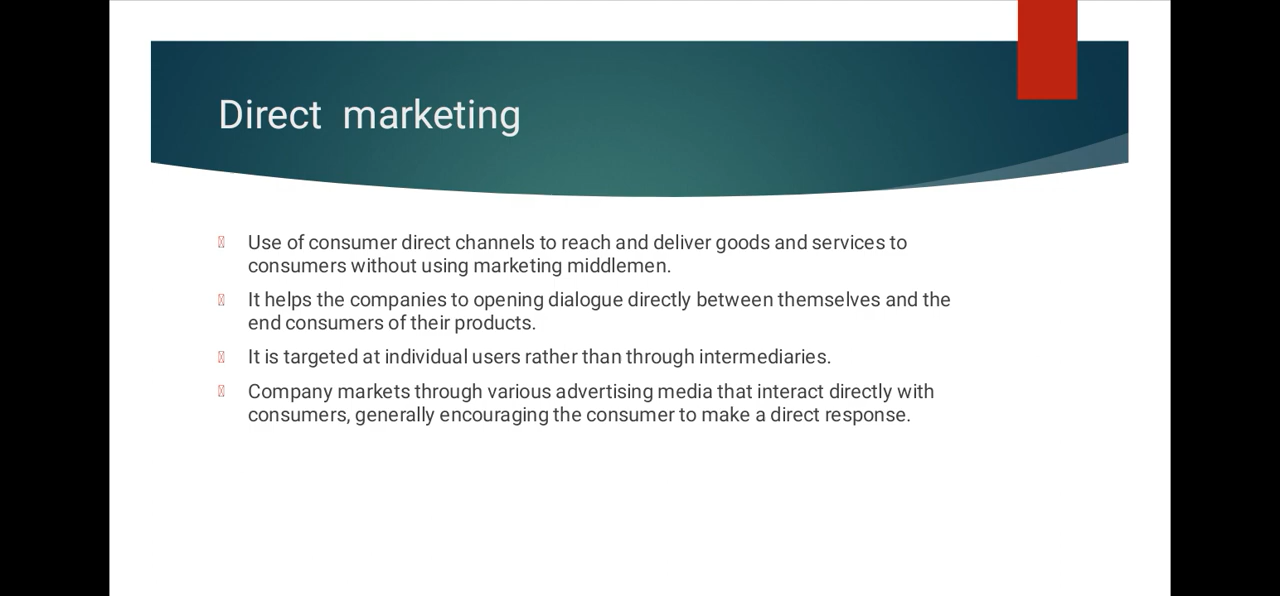 Direct marketing
Use of consumer direct channels to reach and deliver goods and services to
consumers without using marketing middlemen.
It helps the companies to opening dialogue directly between themselves and the
end consumers of their products.
It is targeted at individual users rather than through intermediaries.
Company markets through various advertising media that interact directly with
consumers, generally encouraging the consumer to make a direct response.